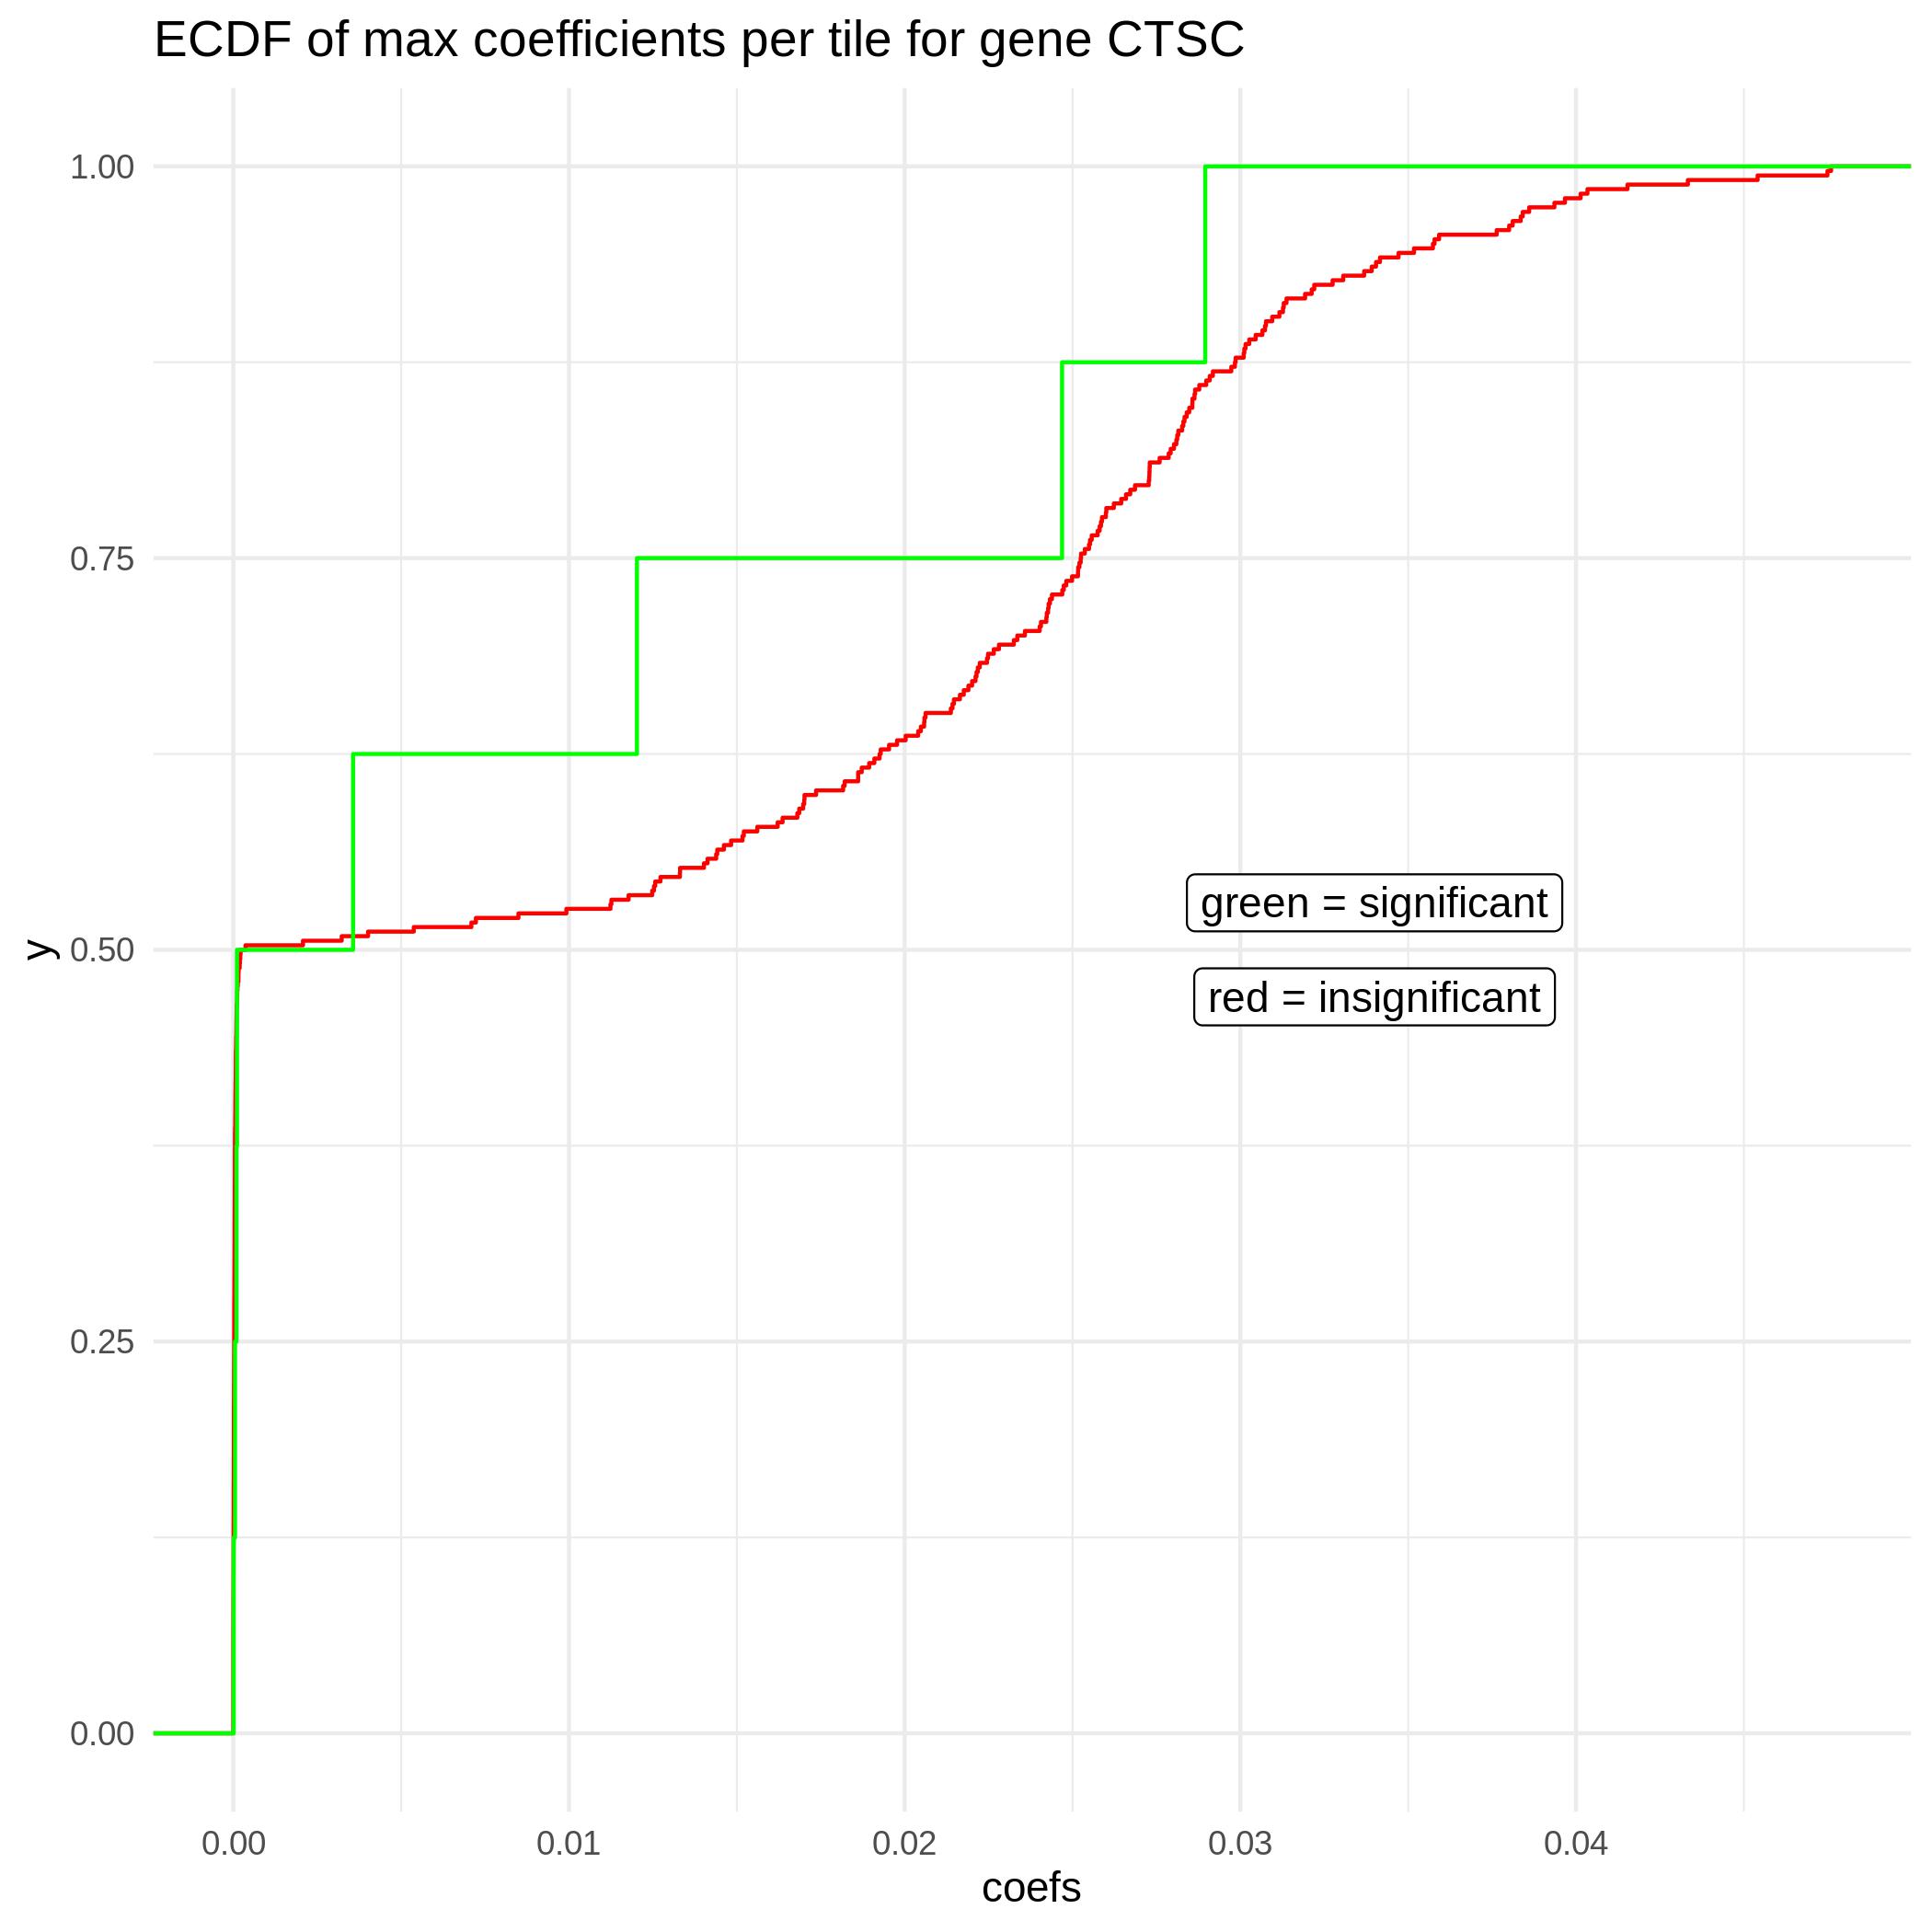 ECDF of max coefficients per tile for gene CTSC
1.00
0.75
0.50
0.25
0.00
y
green = significant
red = insignificant
0.00 0.01 0.02 0.03 0.04
coefs